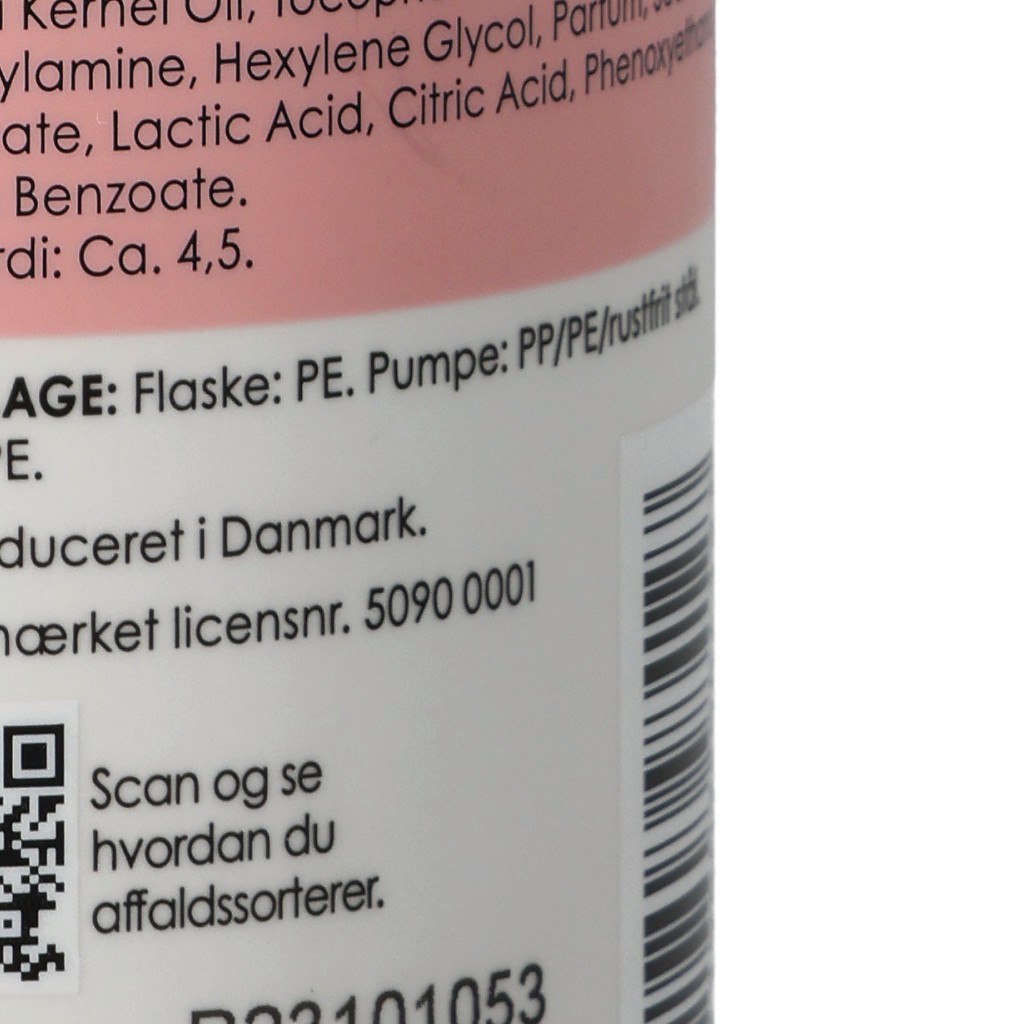 Kernel Oil,
ylamine, Hexylene Glycol, Parfum,
ate, Lactic Acid, Citric Acid, Phenoxyethanol
Benzoate.
rdi: Ca. 4,5.
AGE: Flaske: PE. Pumpe: PP/PE/rustfrit stål.
PE.
duceret i Danmark.
mærket licensnr. 5090 0001
Scan og se
hvordan du
affaldssorterer.